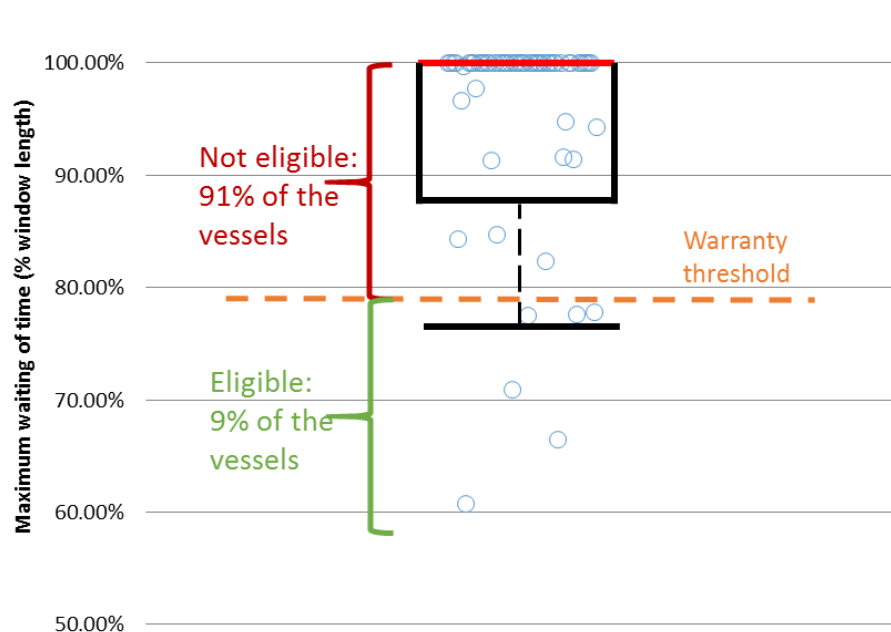 Maximum waiting of time (% window length)
100.00%
90.00%
80.00%
70.00%
60.00%
50.00%
Not eligible:
91% of the
vessels
Warranty
threshold
Eligible:
9% of the
vessels